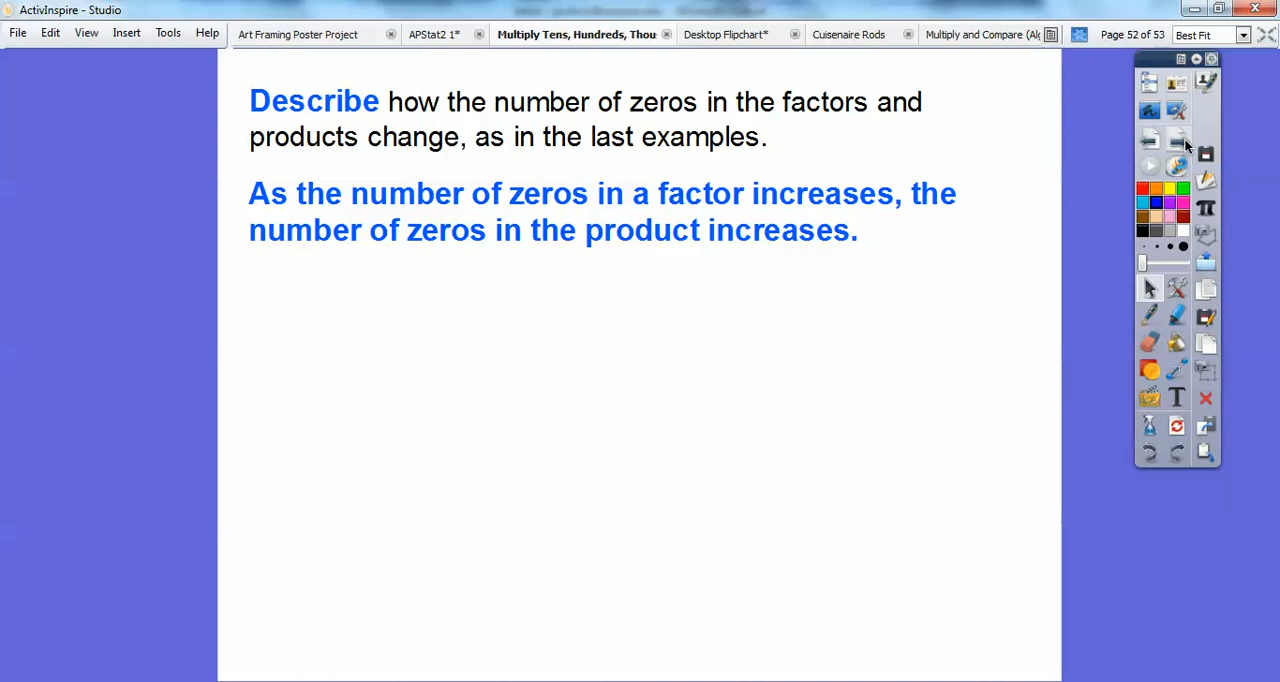 ActivInspire - Studio
File Edit View Insert Tools Help
Art Framing Poster Project APStat2 1* Multiply Tens, Hundreds, Thou Desktop Flipchart* Cuisenaire Rods Multiply and Compare (Alg
Page 52 of 53 Best Fit
Describe how the number of zeros in the factors and
products change, as in the last examples.
As the number of zeros in a factor increases, the
number of zeros in the product increases.
T